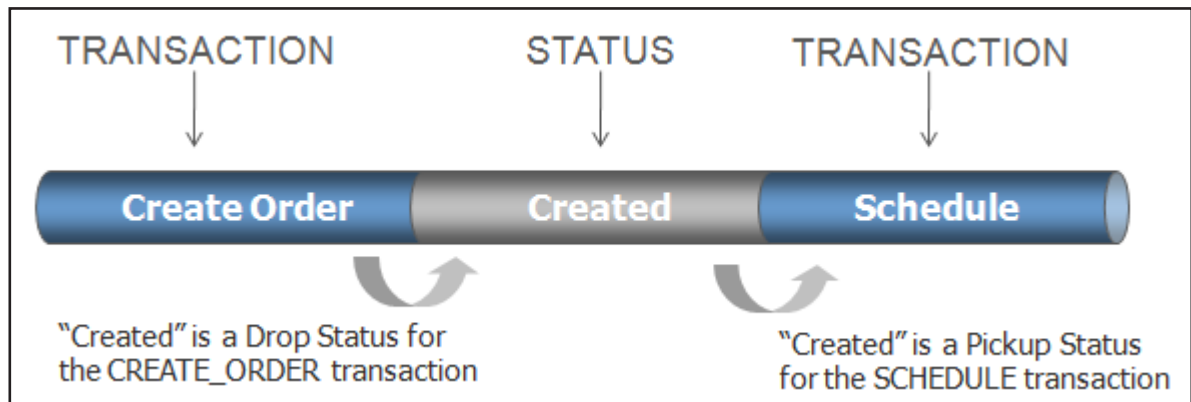 TRANSACTION
STATUS
TRANSACTION
Create Order
Created
Schedule
“Created” is a Drop Status for
the CREATE_ORDER transaction
“Created” is a Pickup Status
for the SCHEDULE transaction